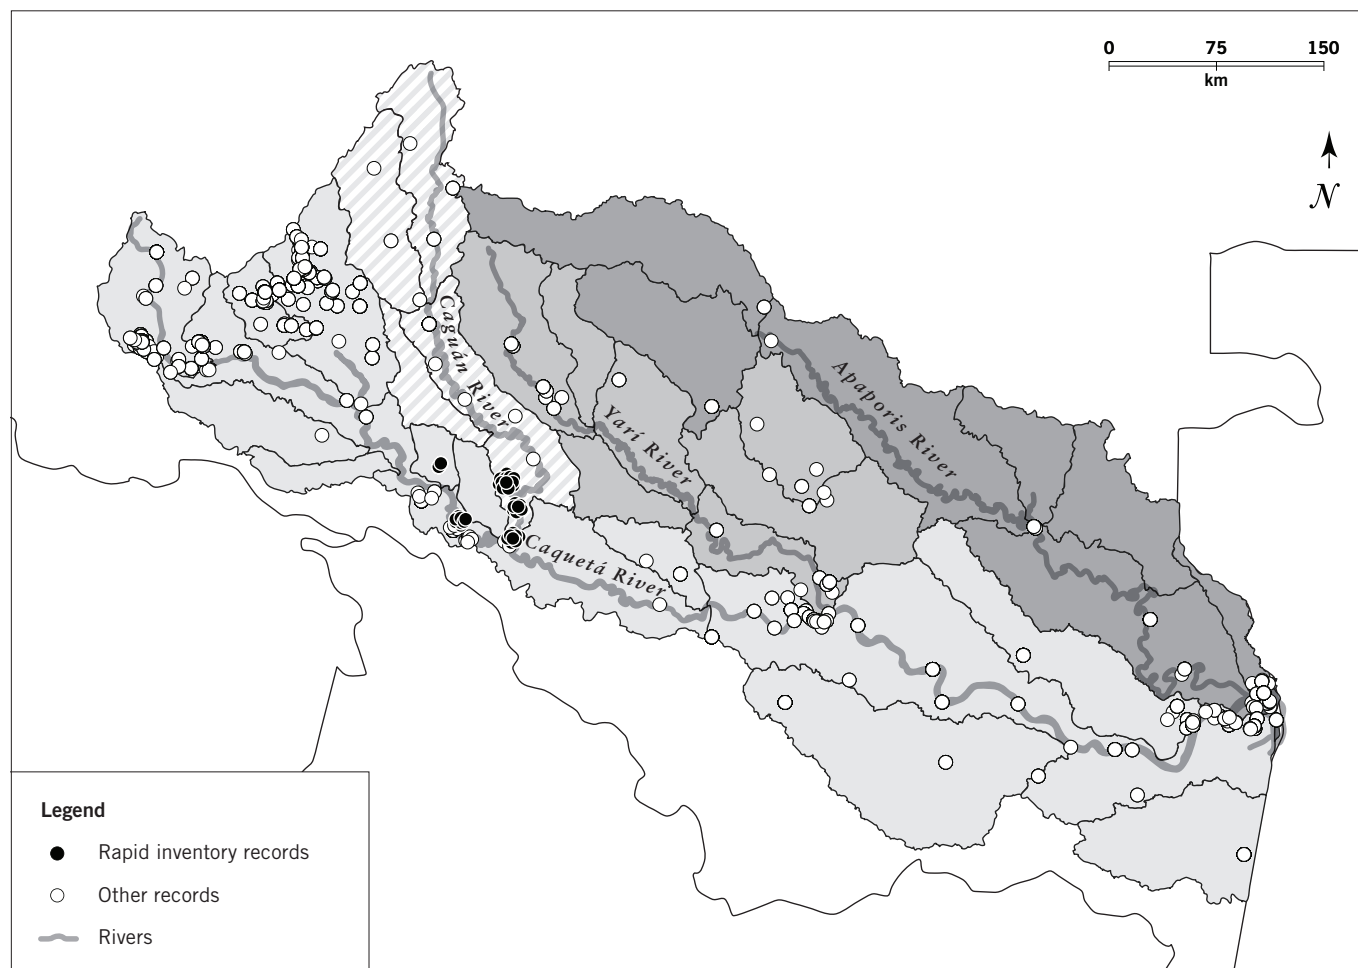 0 75 150
km
N
Caguán River
Yarí River
Apaporis River
Caquetá River
Legend
Rapid inventory records
Other records
Rivers